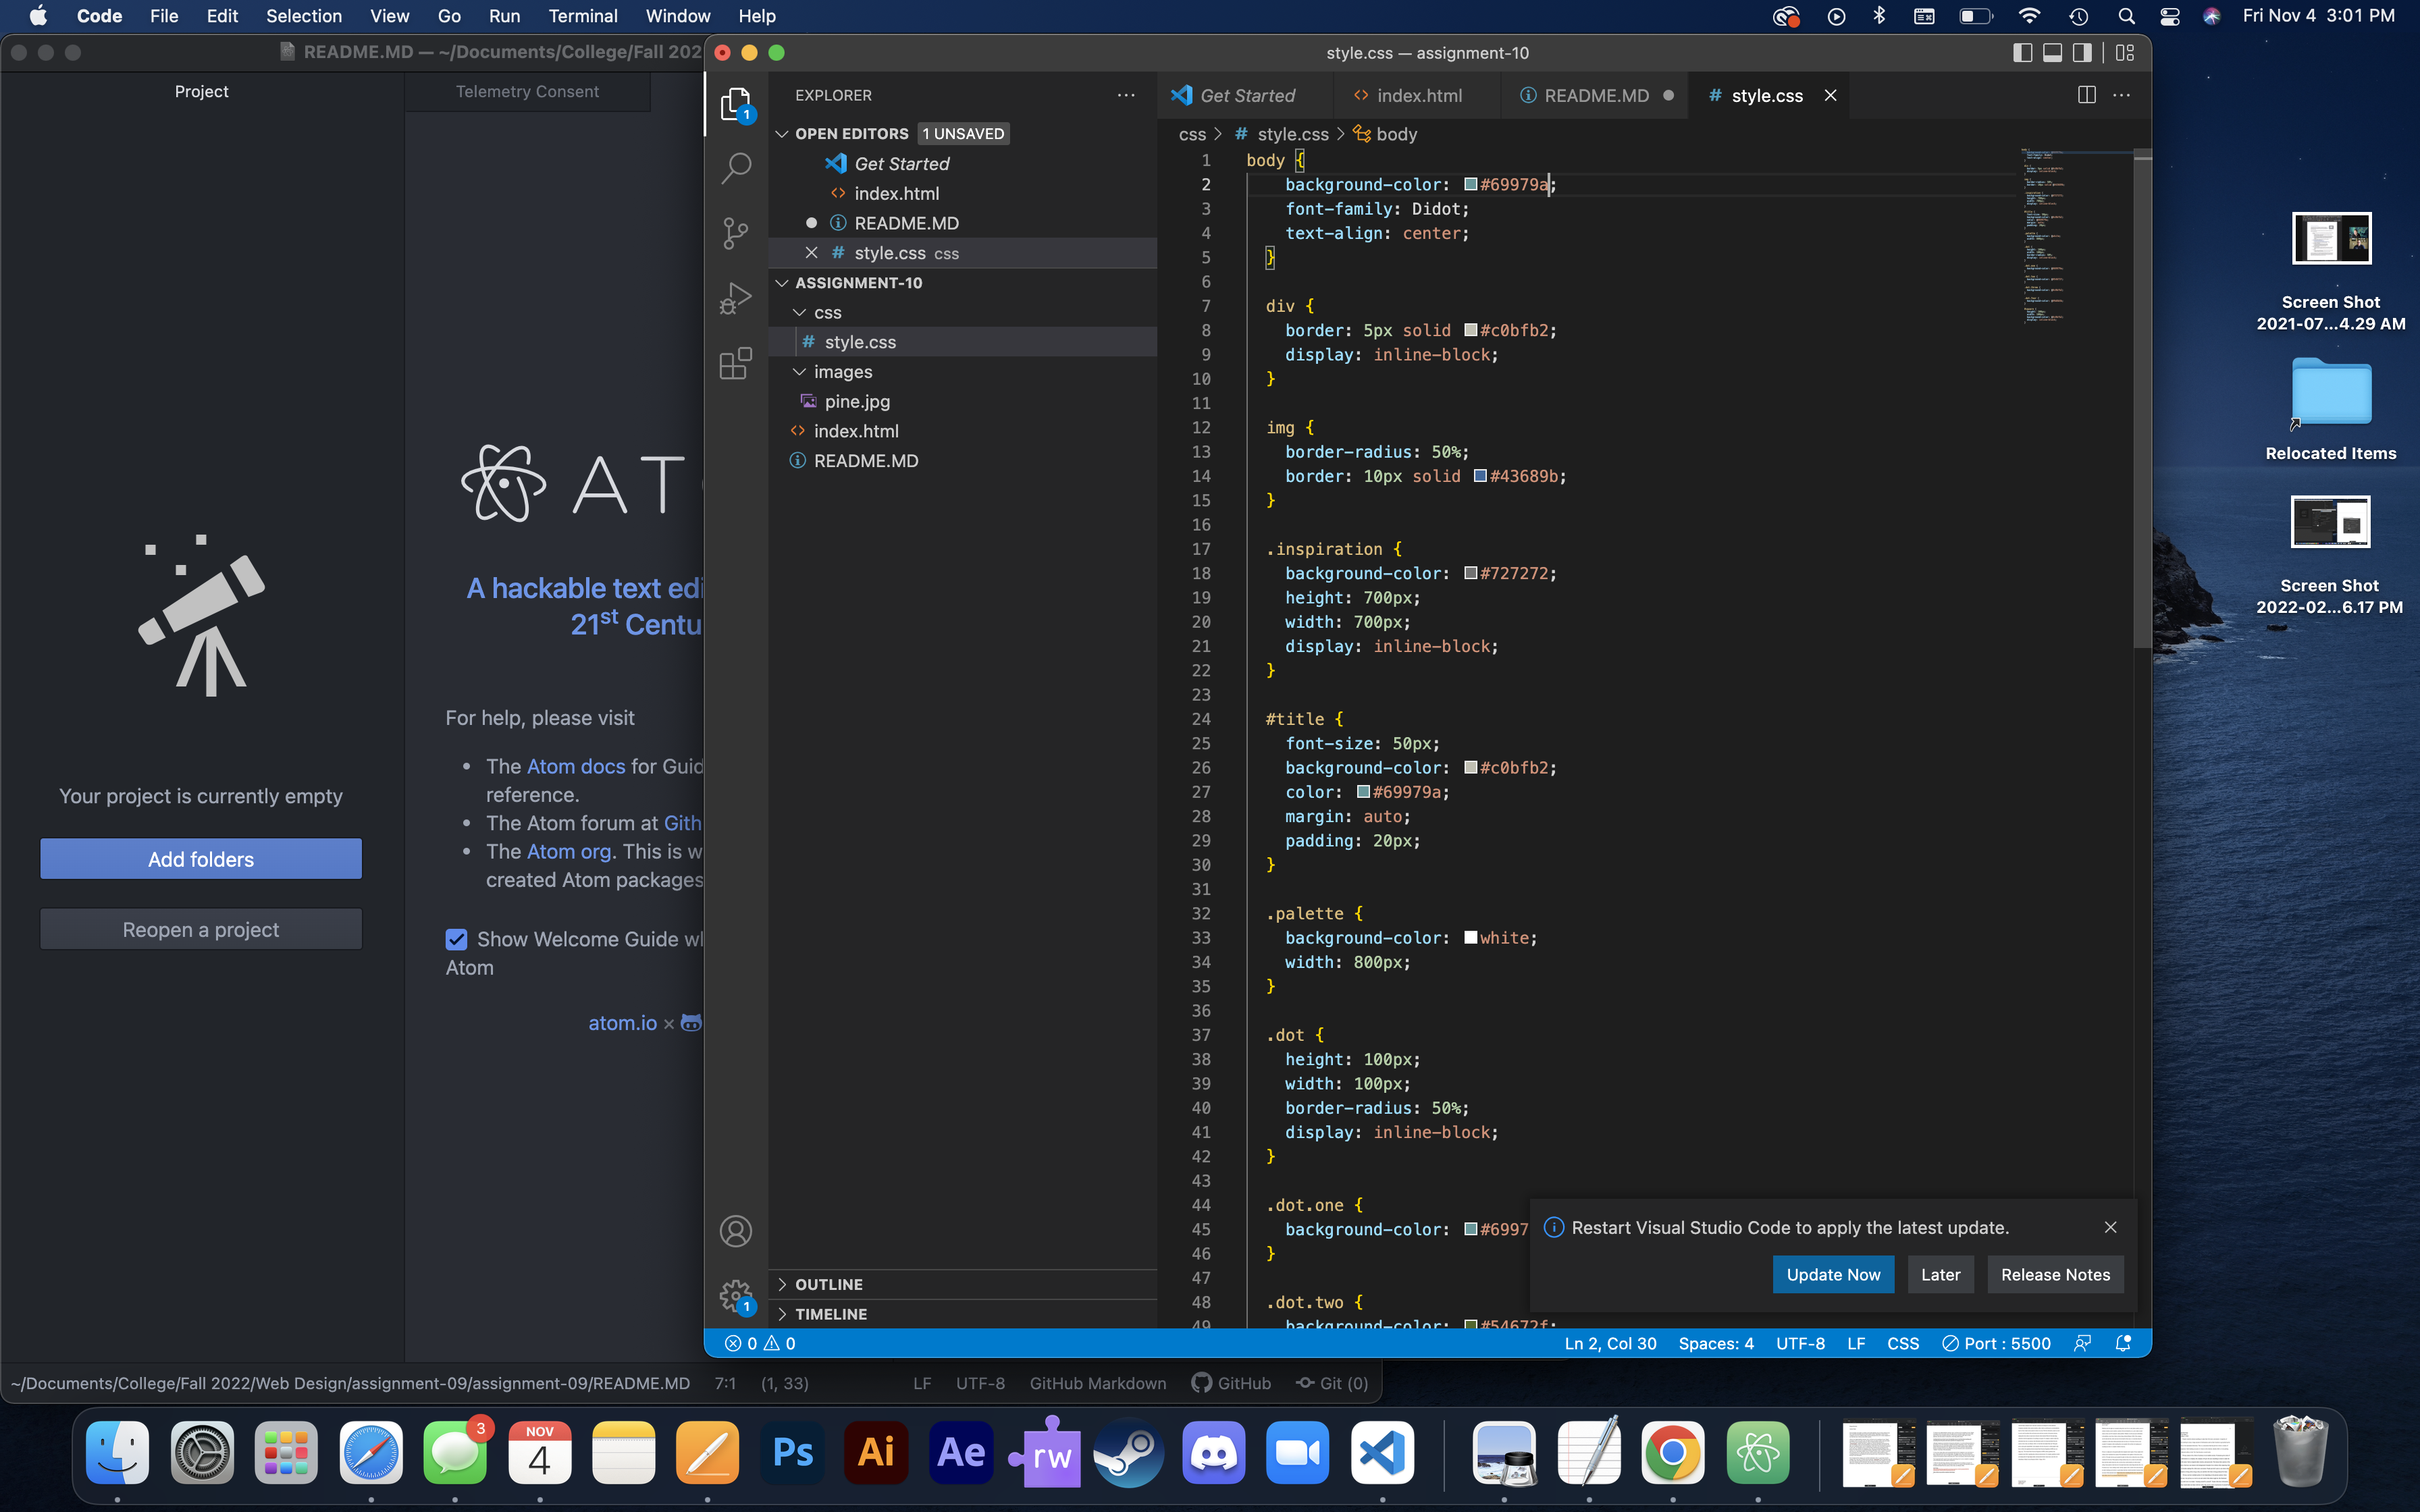 Code File Edit Selection View Go Run Terminal Window Help
Fri Nov 4 3:01 PM
README.MD — ~/Documents/College/Fall 202
Project
Telemetry Consent
AT
A hackable text edi
21st Centu
For help, please visit
• The Atom docs for Guid
reference.
• The Atom forum at Gith
• The Atom org. This is w
created Atom packages
Show Welcome Guide w
Atom
atom.io ×
Your project is currently empty
Add folders
Reopen a project
~/Documents/College/Fall 2022/Web Design/assignment-09/assignment-09/README.MD 7:1 (1, 33)
LF UTF-8 GitHub Markdown GitHub Git (0)
style.css — assignment-10
EXPLORER
1
OPEN EDITORS 1 UNSAVED
Get Started
index.html
README.MD
style.css css
ASSIGNMENT-10
css
# style.css
images
pine.jpg
index.html
README.MD
OUTLINE
TIMELINE
1
Get Started
index.html
README.MD
# style.css
css > # style.css > body
1 body {
2 background-color: #69979a;
3 font-family: Didot;
4 text-align: center;
5 }
6
7 div {
8 border: 5px solid #c0bfb2;
9 display: inline-block;
10 }
11
12 img {
13 border-radius: 50%;
14 border: 10px solid #43689b;
15 }
16
17 .inspiration {
18 background-color: #727272;
19 height: 700px;
20 width: 700px;
21 display: inline-block;
22 }
23
24 #title {
25 font-size: 50px;
26 background-color: #c0bfb2;
27 color: #69979a;
28 margin: auto;
29 padding: 20px;
30 }
31
32 .palette {
33 background-color: white;
34 width: 800px;
35 }
36
37 .dot {
38 height: 100px;
39 width: 100px;
40 border-radius: 50%;
41 display: inline-block;
42 }
43
44 .dot.one {
45 background-color: #6997
46 }
47
48 .dot.two {
49 background-color: #54672f;
Restart Visual Studio Code to apply the latest update.
Update Now
Later
Release Notes
0 0
Ln 2, Col 30 Spaces: 4 UTF-8 LF CSS Port : 5500
Screen Shot
2021-07...4.29 AM
Relocated Items
Screen Shot
2022-02...6.17 PM
3
NOV
4
Ps
Ai
Ae
rw